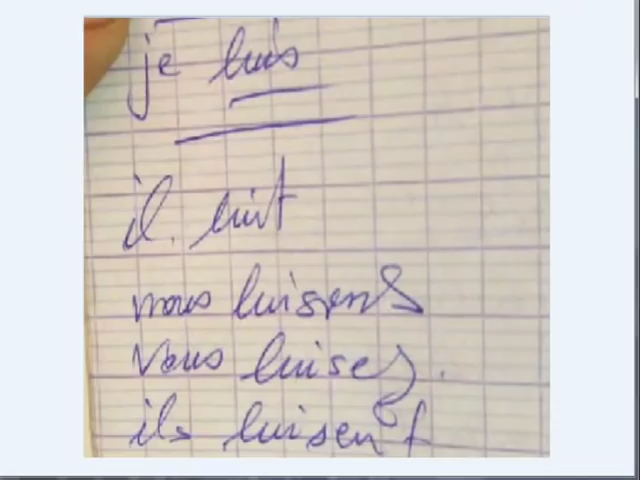 je luis
il luit
nous luisons
vous luisez.
ils luisent